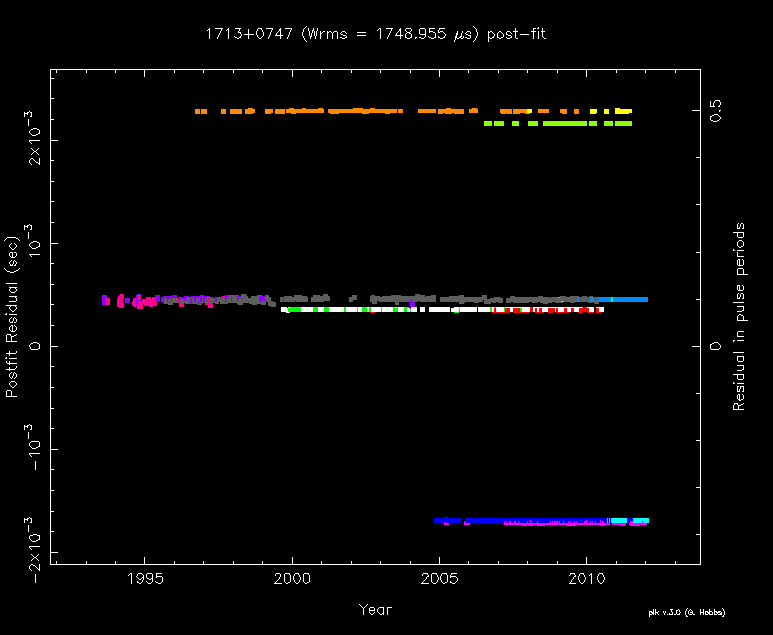 1713+0747 (Wrms = 1748.955 μs) post-fit
2×10⁻³
10⁻³
0
−10⁻³
−2×10⁻³
Postfit Residual (sec)
0.5
0
Residual in pulse periods
1995 2000 2005 2010
Year
plk v.3.0 (G. Hobbs)